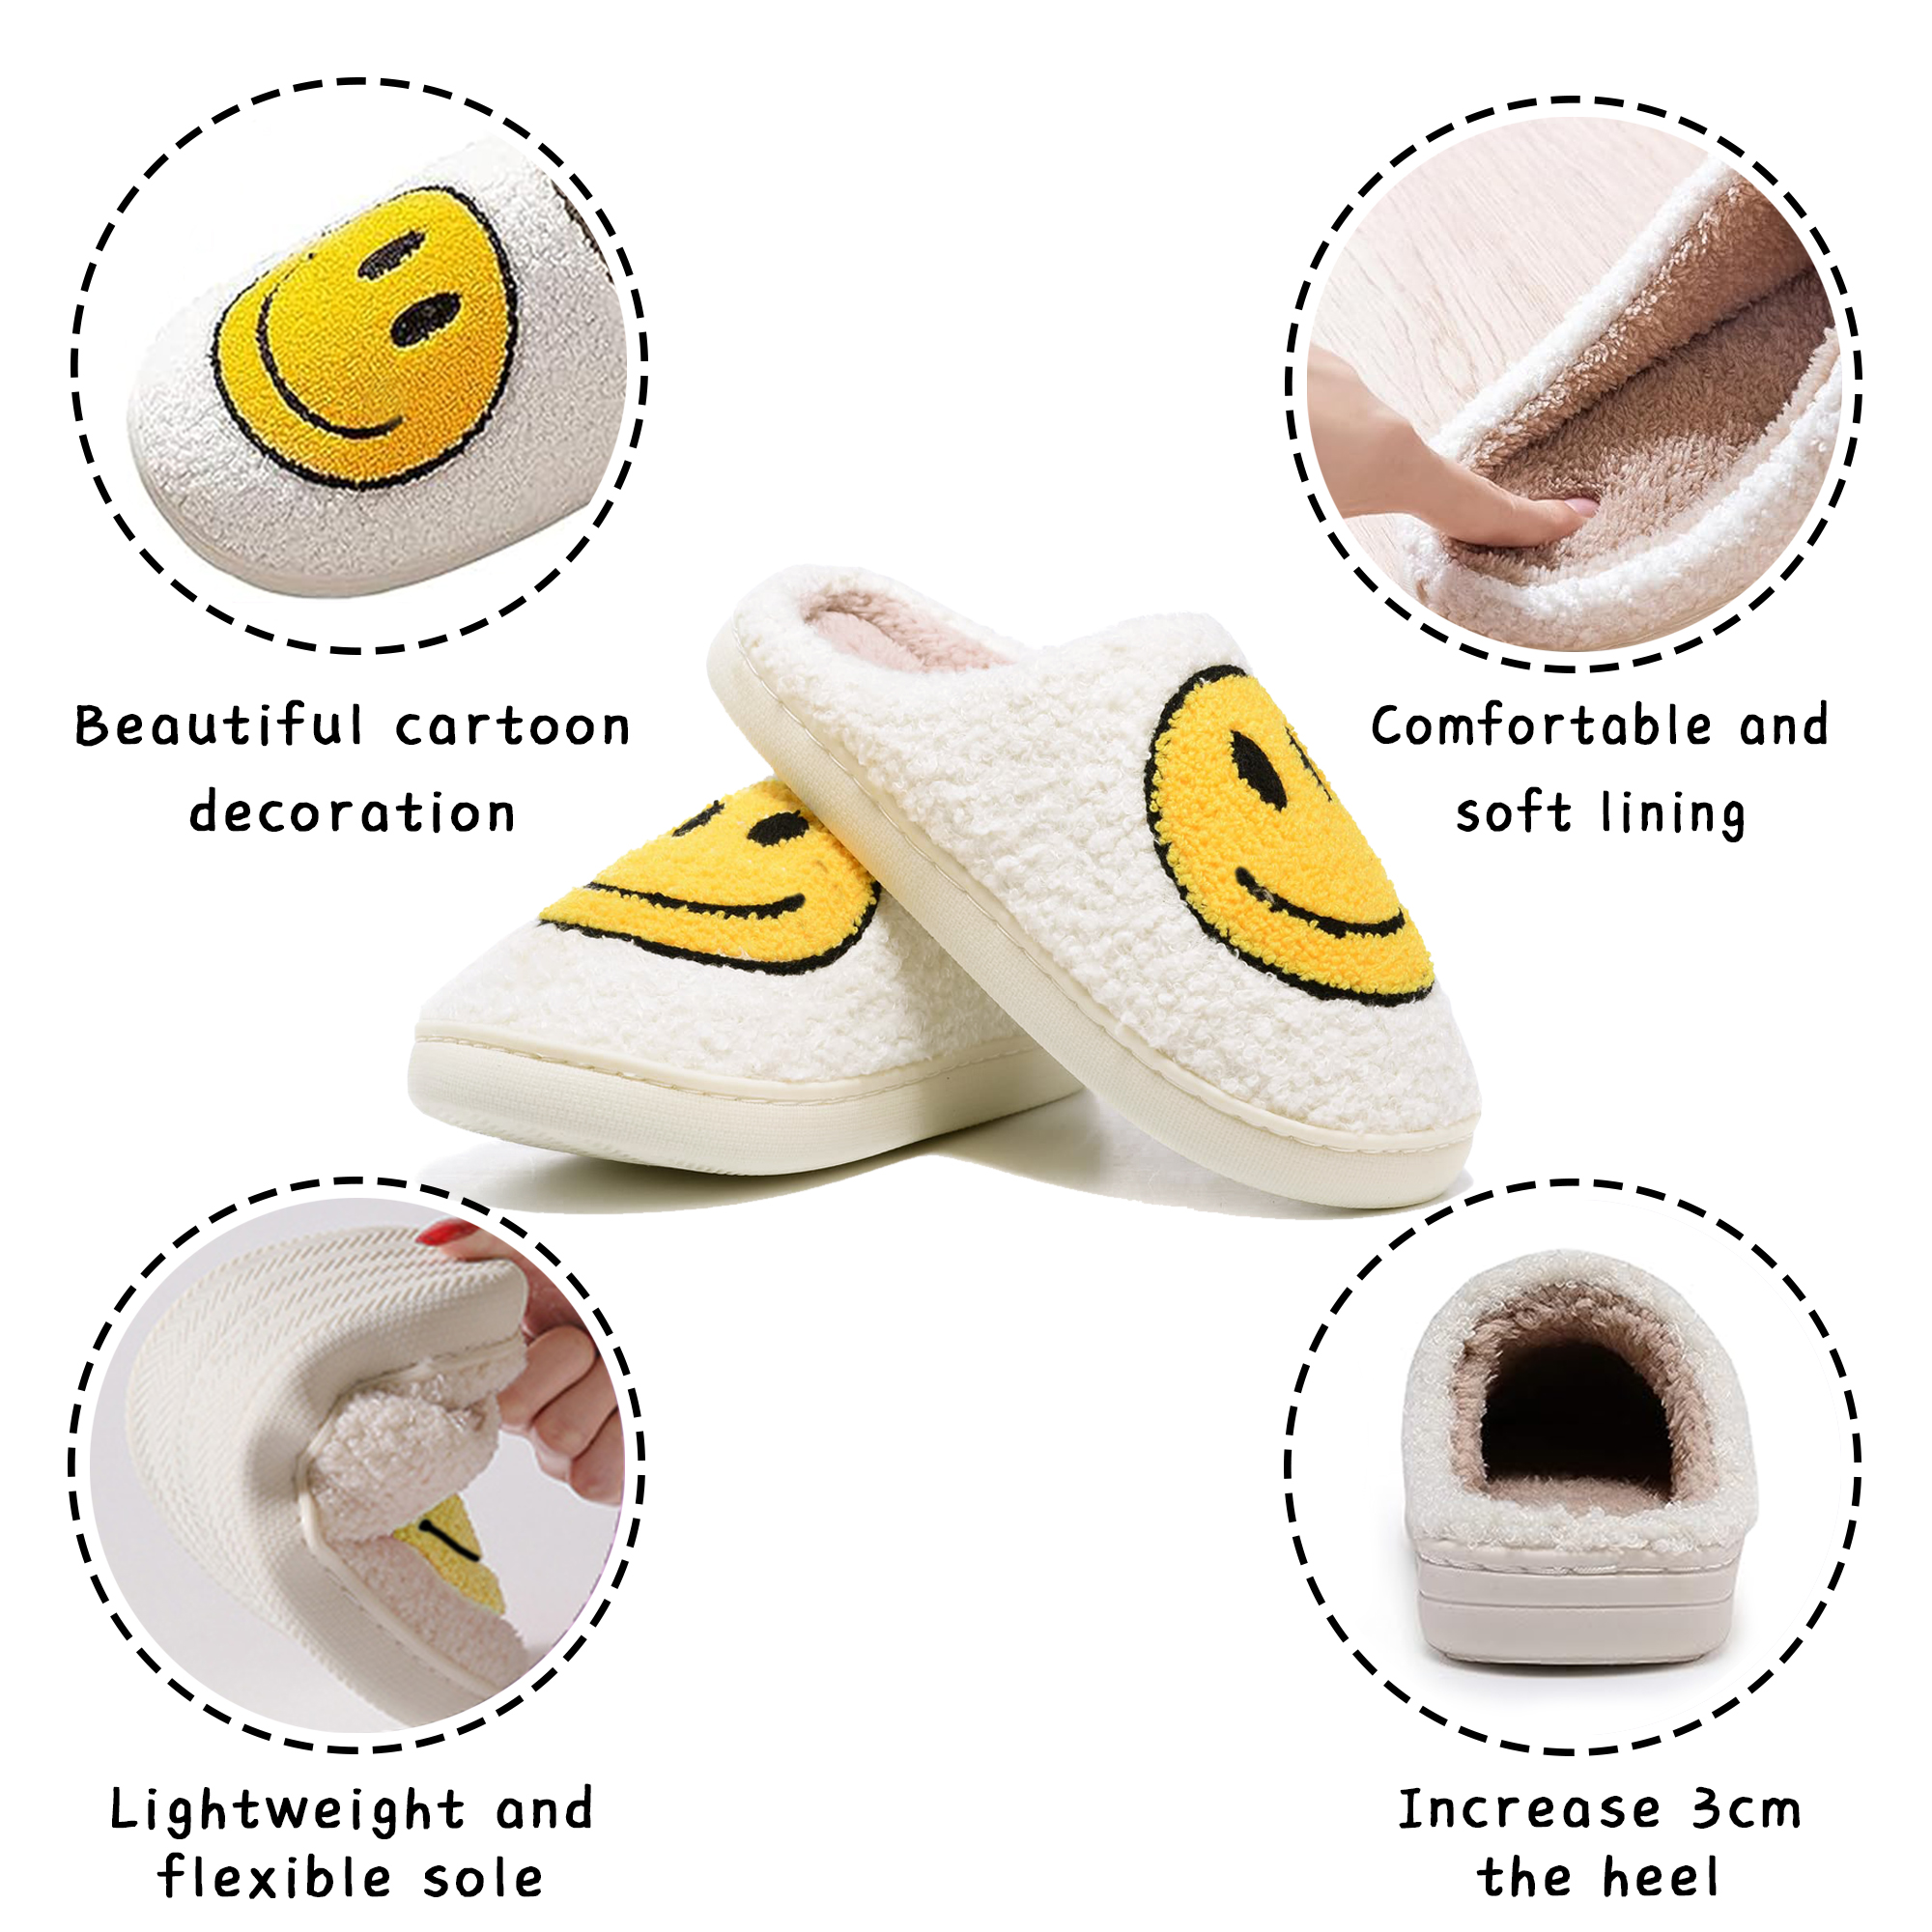 Beautiful cartoon
decoration
Comfortable and
soft lining
Lightweight and
flexible sole
Increase 3cm
the heel